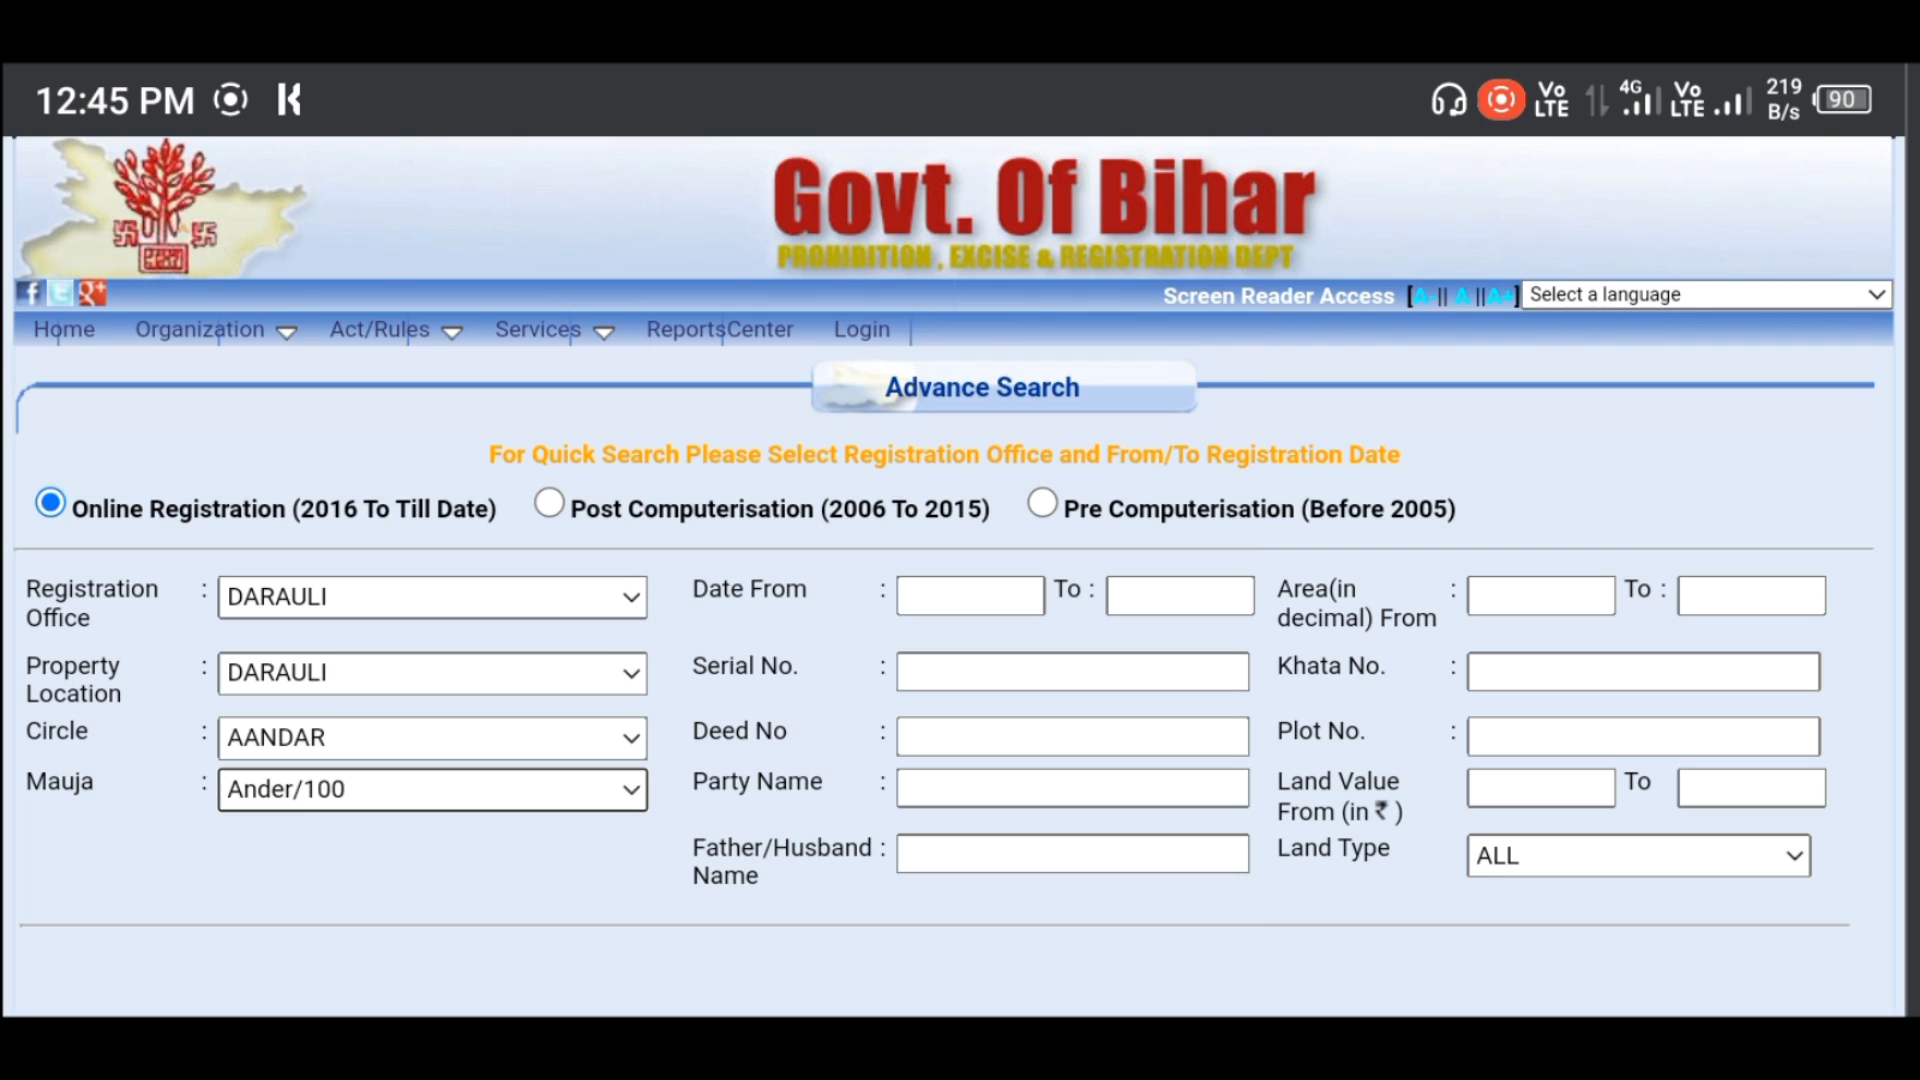 12:45 PM
Vo LTE 4G Vo LTE 219 B/s 90
Govt. Of Bihar
PROHIBITION , EXCISE & REGISTRATION DEPT
Screen Reader Access [A-|| A ||A+] Select a language
Home Organization Act/Rules Services ReportsCenter Login
Advance Search
For Quick Search Please Select Registration Office and From/To Registration Date
Online Registration (2016 To Till Date) Post Computerisation (2006 To 2015) Pre Computerisation (Before 2005)
Registration Office : DARAULI Date From : To : Area(in decimal) From : To :
Property Location : DARAULI Serial No. : Khata No. :
Circle : AANDAR Deed No : Plot No. :
Mauja : Ander/100 Party Name : Land Value From (in ₹ ) To
Father/Husband Name : Land Type ALL